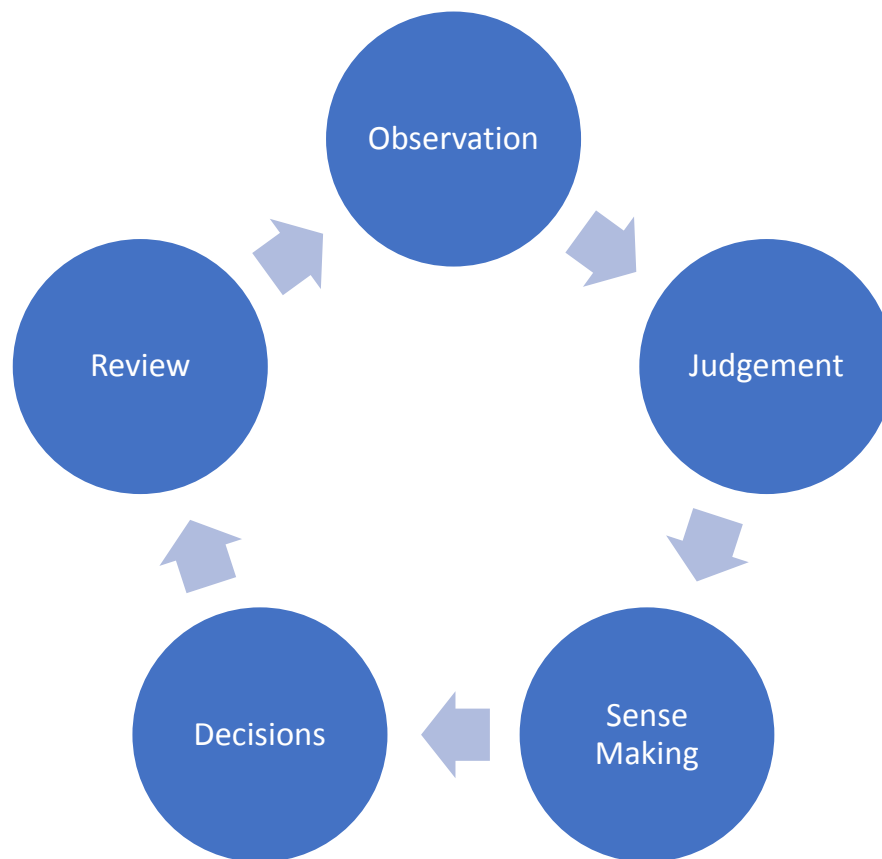 Observation
Judgement
Sense
Making
Decisions
Review